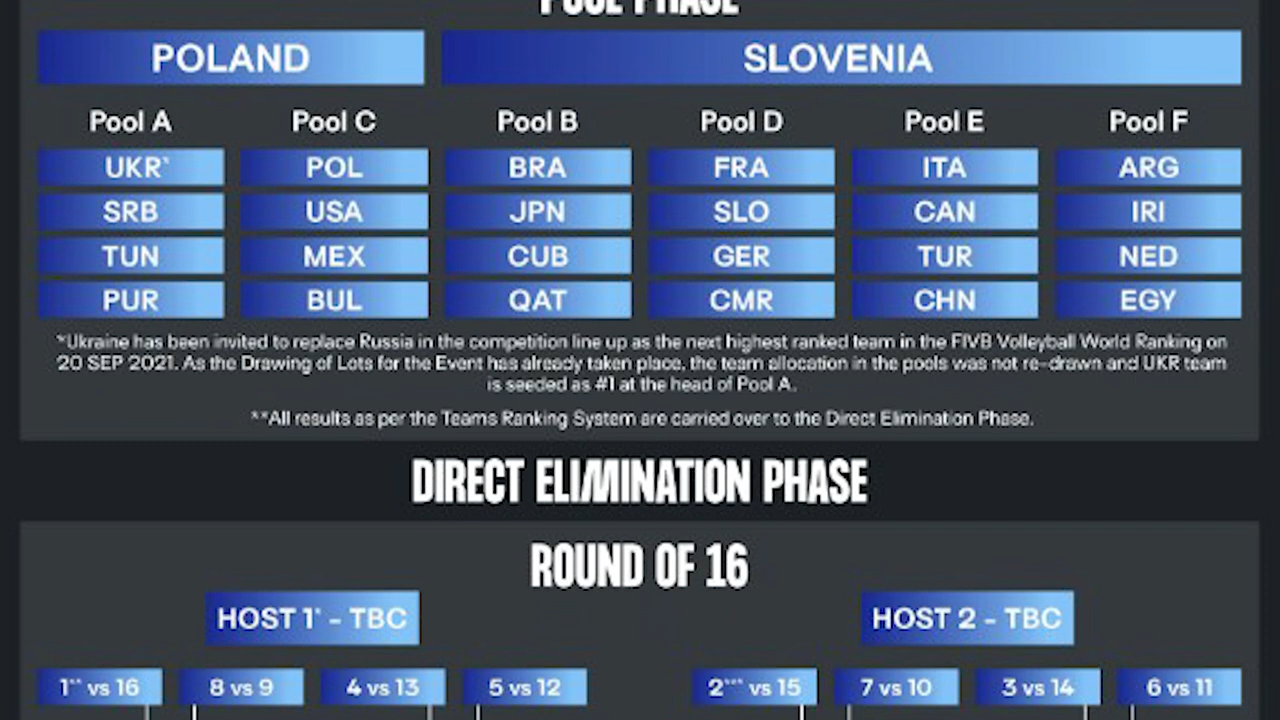 POOL PHASE
POLAND SLOVENIA
Pool A Pool C Pool B Pool D Pool E Pool F
UKR* POL BRA FRA ITA ARG
SRB USA JPN SLO CAN IRI
TUN MEX CUB GER TUR NED
PUR BUL QAT CMR CHN EGY
*Ukraine has been invited to replace Russia in the competition line up as the next highest ranked team in the FIVB Volleyball World Ranking on
20 SEP 2021. As the Drawing of Lots for the Event has already taken place, the team allocation in the pools was not re-drawn and UKR team
is seeded as #1 at the head of Pool A.
**All results as per the Teams Ranking System are carried over to the Direct Elimination Phase.
DIRECT ELIMINATION PHASE
ROUND OF 16
HOST 1* - TBC HOST 2 - TBC
1** vs 16 8 vs 9 4 vs 13 5 vs 12 2*** vs 15 7 vs 10 3 vs 14 6 vs 11